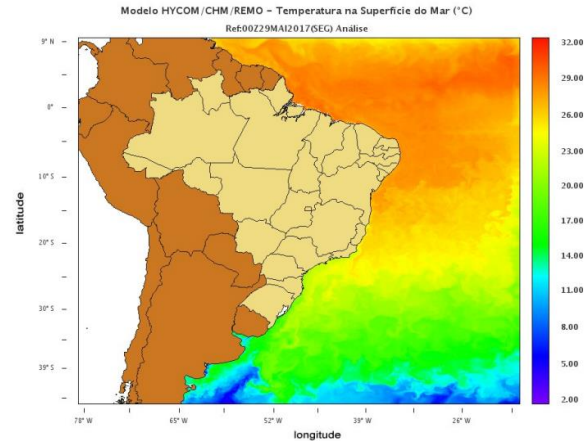 Modelo HYCOM/CHM/REMO - Temperatura na Superfície do Mar (°C)
Ref:00Z29MAI2017(SEG) Análise
9° N
0°
10° S
20° S
30° S
39° S
latitude
78° W
65° W
52° W
39° W
26° W
longitude
32.00
29.00
26.00
23.00
20.00
17.00
14.00
11.00
8.00
5.00
2.00